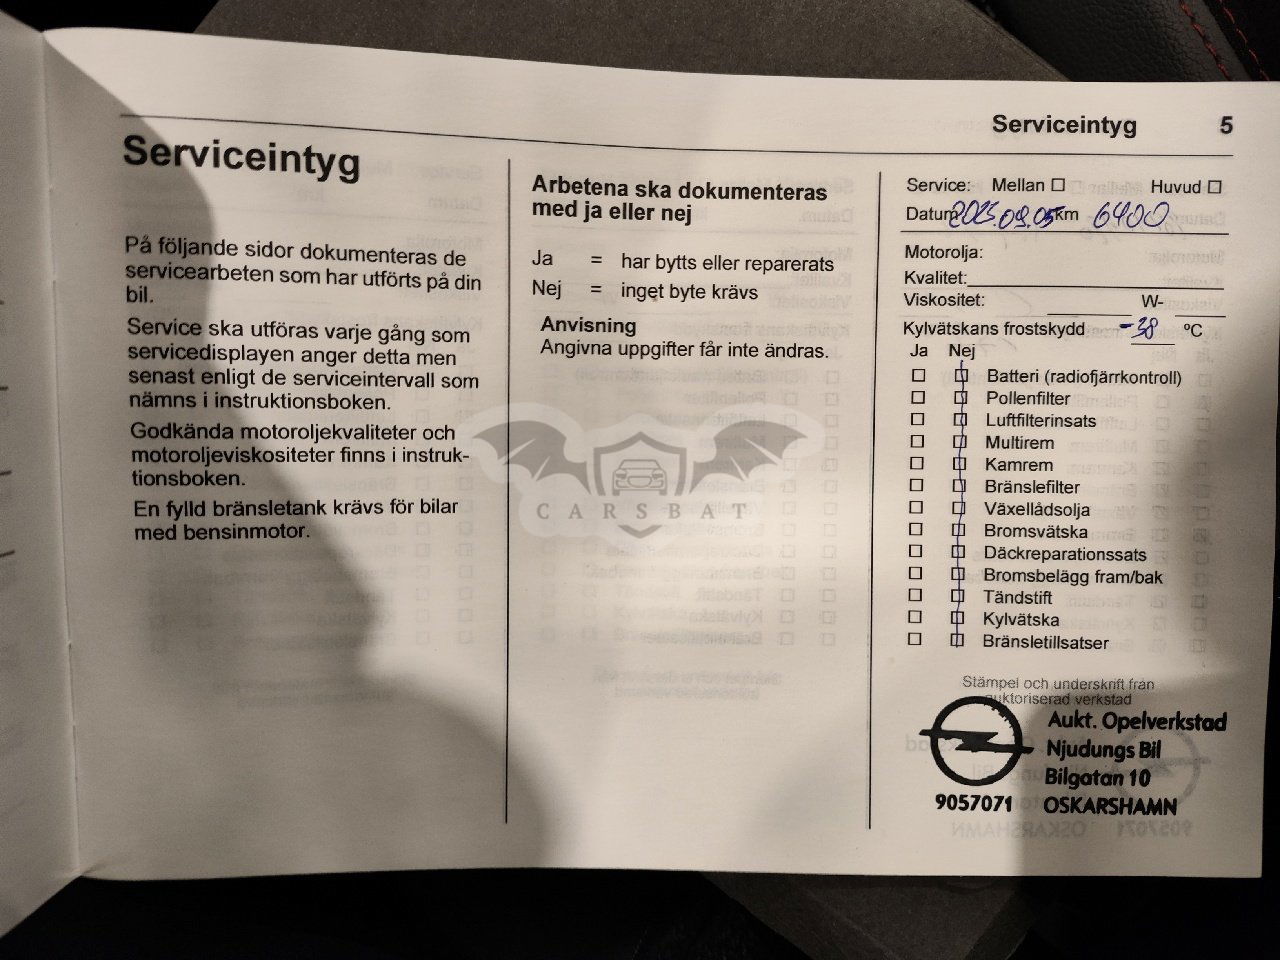 Serviceintyg 5
Serviceintyg
På följande sidor dokumenteras de
servicearbeten som har utförts på din
bil.
Service ska utföras varje gång som
servicedisplayen anger detta men
senast enligt de serviceintervall som
nämns i instruktionsboken.
Godkända motoroljekvaliteter och
motoroljeviskositeter finns i instruk-
tionsboken.
En fylld bränsletank krävs för bilar
med bensinmotor.
Arbetena ska dokumenteras
med ja eller nej
Ja = har bytts eller reparerats
Nej = inget byte krävs
Anvisning
Angivna uppgifter får inte ändras.
CARSBAT
Service: Mellan ☐ Huvud ☐
Datum 2023.09.05 km 6400
Motorolja:
Kvalitet:
Viskositet: W-
Kylvätskans frostskydd -38 ºC
Ja Nej
Batteri (radiofjärrkontroll)
Pollenfilter
Luftfilterinsats
Multirem
Kamrem
Bränslefilter
Växellådsolja
Bromsvätska
Däckreparationssats
Bromsbelägg fram/bak
Tändstift
Kylvätska
Bränsletillsatser
Stämpel och underskrift från
auktoriserad verkstad
Aukt. Opelverkstad
Njudungs Bil
Bilgatan 10
9057071 OSKARSHAMN